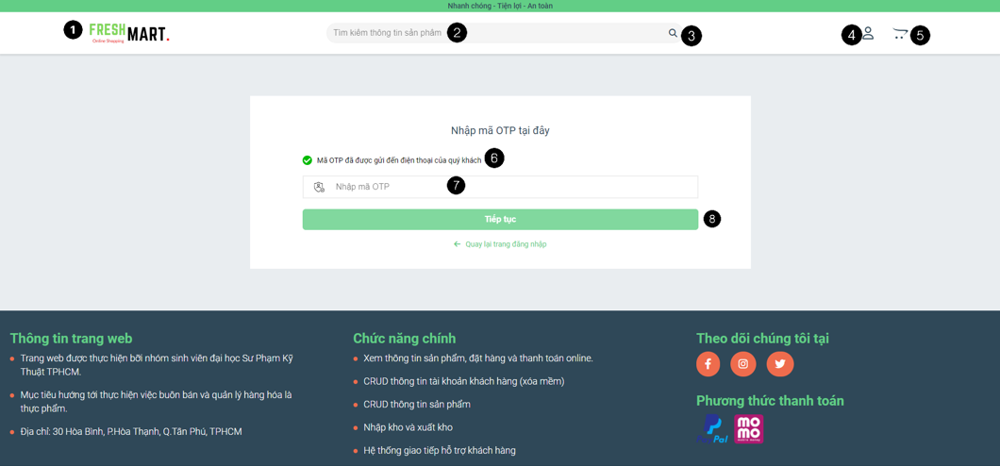 Nhanh chóng - Tiện lợi - An toàn
1
FRESH MART.
Online Shopping
Tìm kiếm thông tin sản phẩm
2
3
4
5
Nhập mã OTP tại đây
Mã OTP đã được gửi đến điện thoại của quý khách
6
Nhập mã OTP
7
Tiếp tục
8
Quay lại trang đăng nhập
Thông tin trang web
Trang web được thực hiện bởi nhóm sinh viên đại học Sư Phạm Kỹ
Thuật TPHCM.
Mục tiêu hướng tới thực hiện việc buôn bán và quản lý hàng hóa là
thực phẩm.
Địa chỉ: 30 Hòa Bình, P.Hòa Thạnh, Q.Tân Phú, TPHCM
Chức năng chính
Xem thông tin sản phẩm, đặt hàng và thanh toán online.
CRUD thông tin tài khoản khách hàng (xóa mềm)
CRUD thông tin sản phẩm
Nhập kho và xuất kho
Hệ thống giao tiếp hỗ trợ khách hàng
Theo dõi chúng tôi tại
Phương thức thanh toán
PayPal
mo
mo